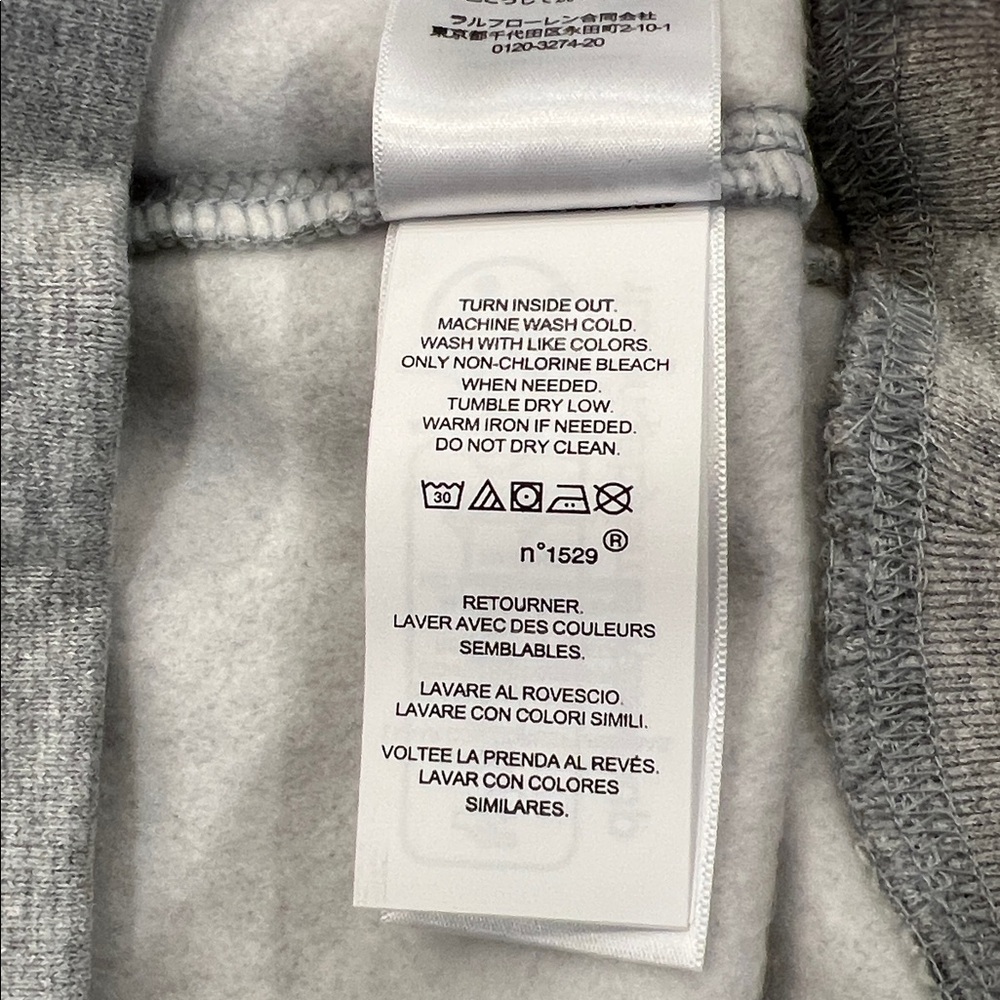 ラルフローレン合同会社
東京都千代田区永田町2-10-1
0120-3274-20
TURN INSIDE OUT.
MACHINE WASH COLD.
WASH WITH LIKE COLORS.
ONLY NON-CHLORINE BLEACH
WHEN NEEDED.
TUMBLE DRY LOW.
WARM IRON IF NEEDED.
DO NOT DRY CLEAN.
30
n°1529®
RETOURNER.
LAVER AVEC DES COULEURS
SEMBLABLES.
LAVARE AL ROVESCIO.
LAVARE CON COLORI SIMILI.
VOLTEE LA PRENDA AL REVÉS.
LAVAR CON COLORES
SIMILARES.